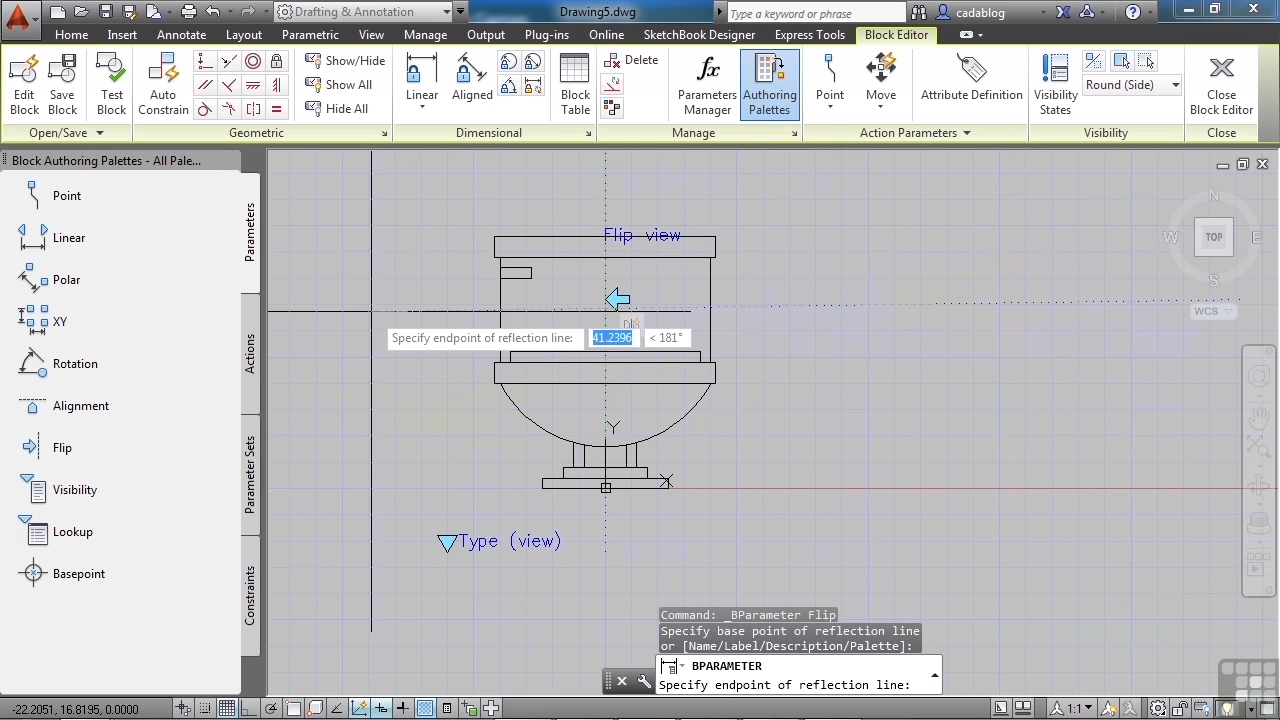 Drafting & Annotation
Drawing5.dwg
Type a keyword or phrase
cadablog
Home Insert Annotate Layout Parametric View Manage Output Plug-ins Online SketchBook Designer Express Tools Block Editor
Edit Block
Save Block
Test Block
Auto Constrain
Show/Hide
Show All
Hide All
Linear
Aligned
Block Table
Delete
Parameters Manager
Authoring Palettes
Point
Move
Attribute Definition
Visibility States
Round (Side)
Close Block Editor
Open/Save Geometric Dimensional Manage Action Parameters Visibility Close
Block Authoring Palettes - All Pale...
Point
Linear
Polar
XY
Rotation
Alignment
Flip
Visibility
Lookup
Basepoint
Parameters
Actions
Parameter Sets
Constraints
Flip view
Specify endpoint of reflection line: 41.2396 < 181°
Y
X
Type (view)
N
W TOP E
S
WCS
Command: _BParameter Flip
Specify base point of reflection line
or [Name/Label/Description/Palette]:
BPARAMETER
Specify endpoint of reflection line:
-22.2051, 16.8195, 0.0000
1:1